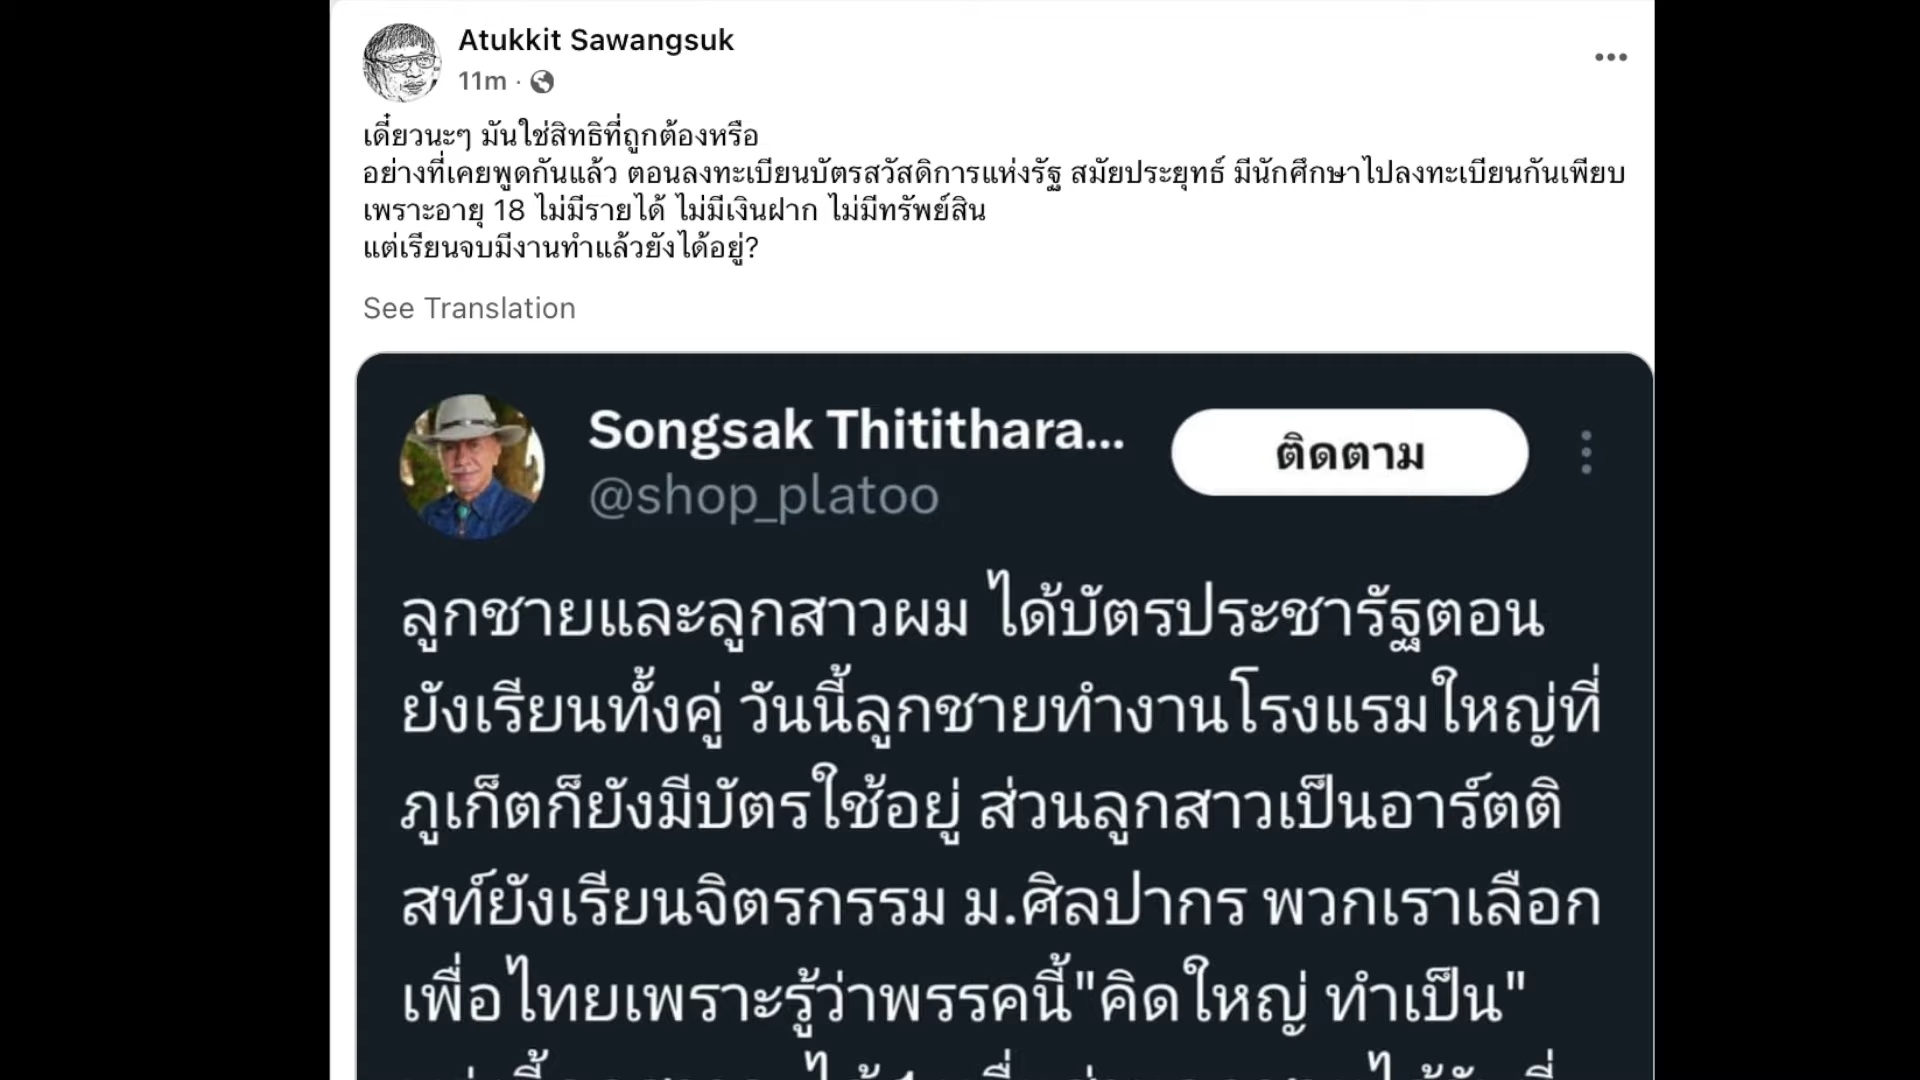 Atukkit Sawangsuk
11m ·
เดี๋ยวนะๆ มันใช่สิทธิที่ถูกต้องหรือ
อย่างที่เคยพูดกันแล้ว ตอนลงทะเบียนบัตรสวัสดิการแห่งรัฐ สมัยประยุทธ์ มีนักศึกษาไปลงทะเบียนกันเพียบ
เพราะอายุ 18 ไม่มีรายได้ ไม่มีเงินฝาก ไม่มีทรัพย์สิน
แต่เรียนจบมีงานทำแล้วยังได้อยู่?
See Translation
Songsak Thitithara...
ติดตาม
@shop_platoo
ลูกชายและลูกสาวผม ได้บัตรประชารัฐตอน
ยังเรียนทั้งคู่ วันนี้ลูกชายทำงานโรงแรมใหญ่ที่
ภูเก็ตก็ยังมีบัตรใช้อยู่ ส่วนลูกสาวเป็นอาร์ตติ
สท์ยังเรียนจิตรกรรม ม.ศิลปากร พวกเราเลือก
เพื่อไทยเพราะรู้ว่าพรรคนี้"คิดใหญ่ ทำเป็น"